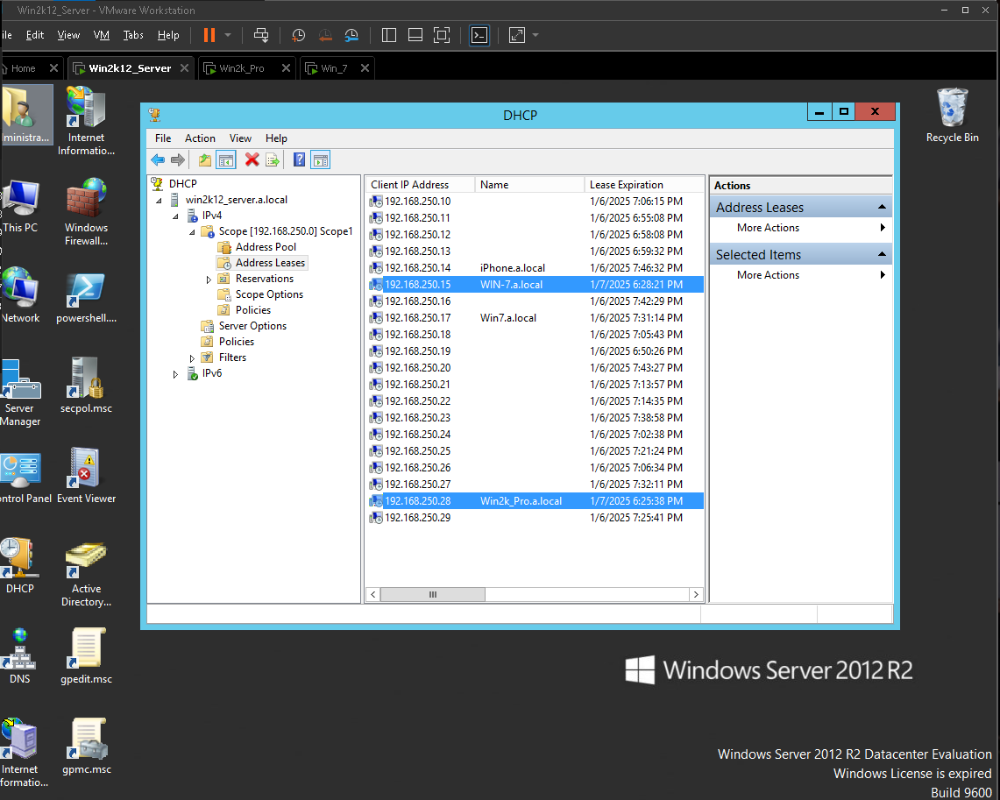 Win2k12_Server - VMware Workstation
ile Edit View VM Tabs Help
Home Win2k12_Server Win2k_Pro Win_7
dministra...
Internet
Informatio...
Recycle Bin
This PC
Windows
Firewall...
Network
powershell....
Server
Manager
secpol.msc
ontrol Panel
Event Viewer
DHCP
Active
Directory...
DNS
gpedit.msc
Internet
formatio...
gpmc.msc
DHCP
File Action View Help
DHCP
win2k12_server.a.local
IPv4
Scope [192.168.250.0] Scope1
Address Pool
Address Leases
Reservations
Scope Options
Policies
Server Options
Policies
Filters
IPv6
Client IP Address Name Lease Expiration
192.168.250.10 1/6/2025 7:06:15 PM
192.168.250.11 1/6/2025 6:55:08 PM
192.168.250.12 1/6/2025 6:58:08 PM
192.168.250.13 1/6/2025 6:59:32 PM
192.168.250.14 iPhone.a.local 1/6/2025 7:46:32 PM
192.168.250.15 WIN-7.a.local 1/7/2025 6:28:21 PM
192.168.250.16 1/6/2025 7:42:29 PM
192.168.250.17 Win7.a.local 1/6/2025 7:31:14 PM
192.168.250.18 1/6/2025 7:05:43 PM
192.168.250.19 1/6/2025 6:50:26 PM
192.168.250.20 1/6/2025 7:43:27 PM
192.168.250.21 1/6/2025 7:13:57 PM
192.168.250.22 1/6/2025 7:14:35 PM
192.168.250.23 1/6/2025 7:38:58 PM
192.168.250.24 1/6/2025 7:02:38 PM
192.168.250.25 1/6/2025 7:21:24 PM
192.168.250.26 1/6/2025 7:06:34 PM
192.168.250.27 1/6/2025 7:32:11 PM
192.168.250.28 Win2k_Pro.a.local 1/7/2025 6:25:38 PM
192.168.250.29 1/6/2025 7:25:41 PM
Actions
Address Leases
More Actions
Selected Items
More Actions
Windows Server 2012 R2
Windows Server 2012 R2 Datacenter Evaluation
Windows License is expired
Build 9600